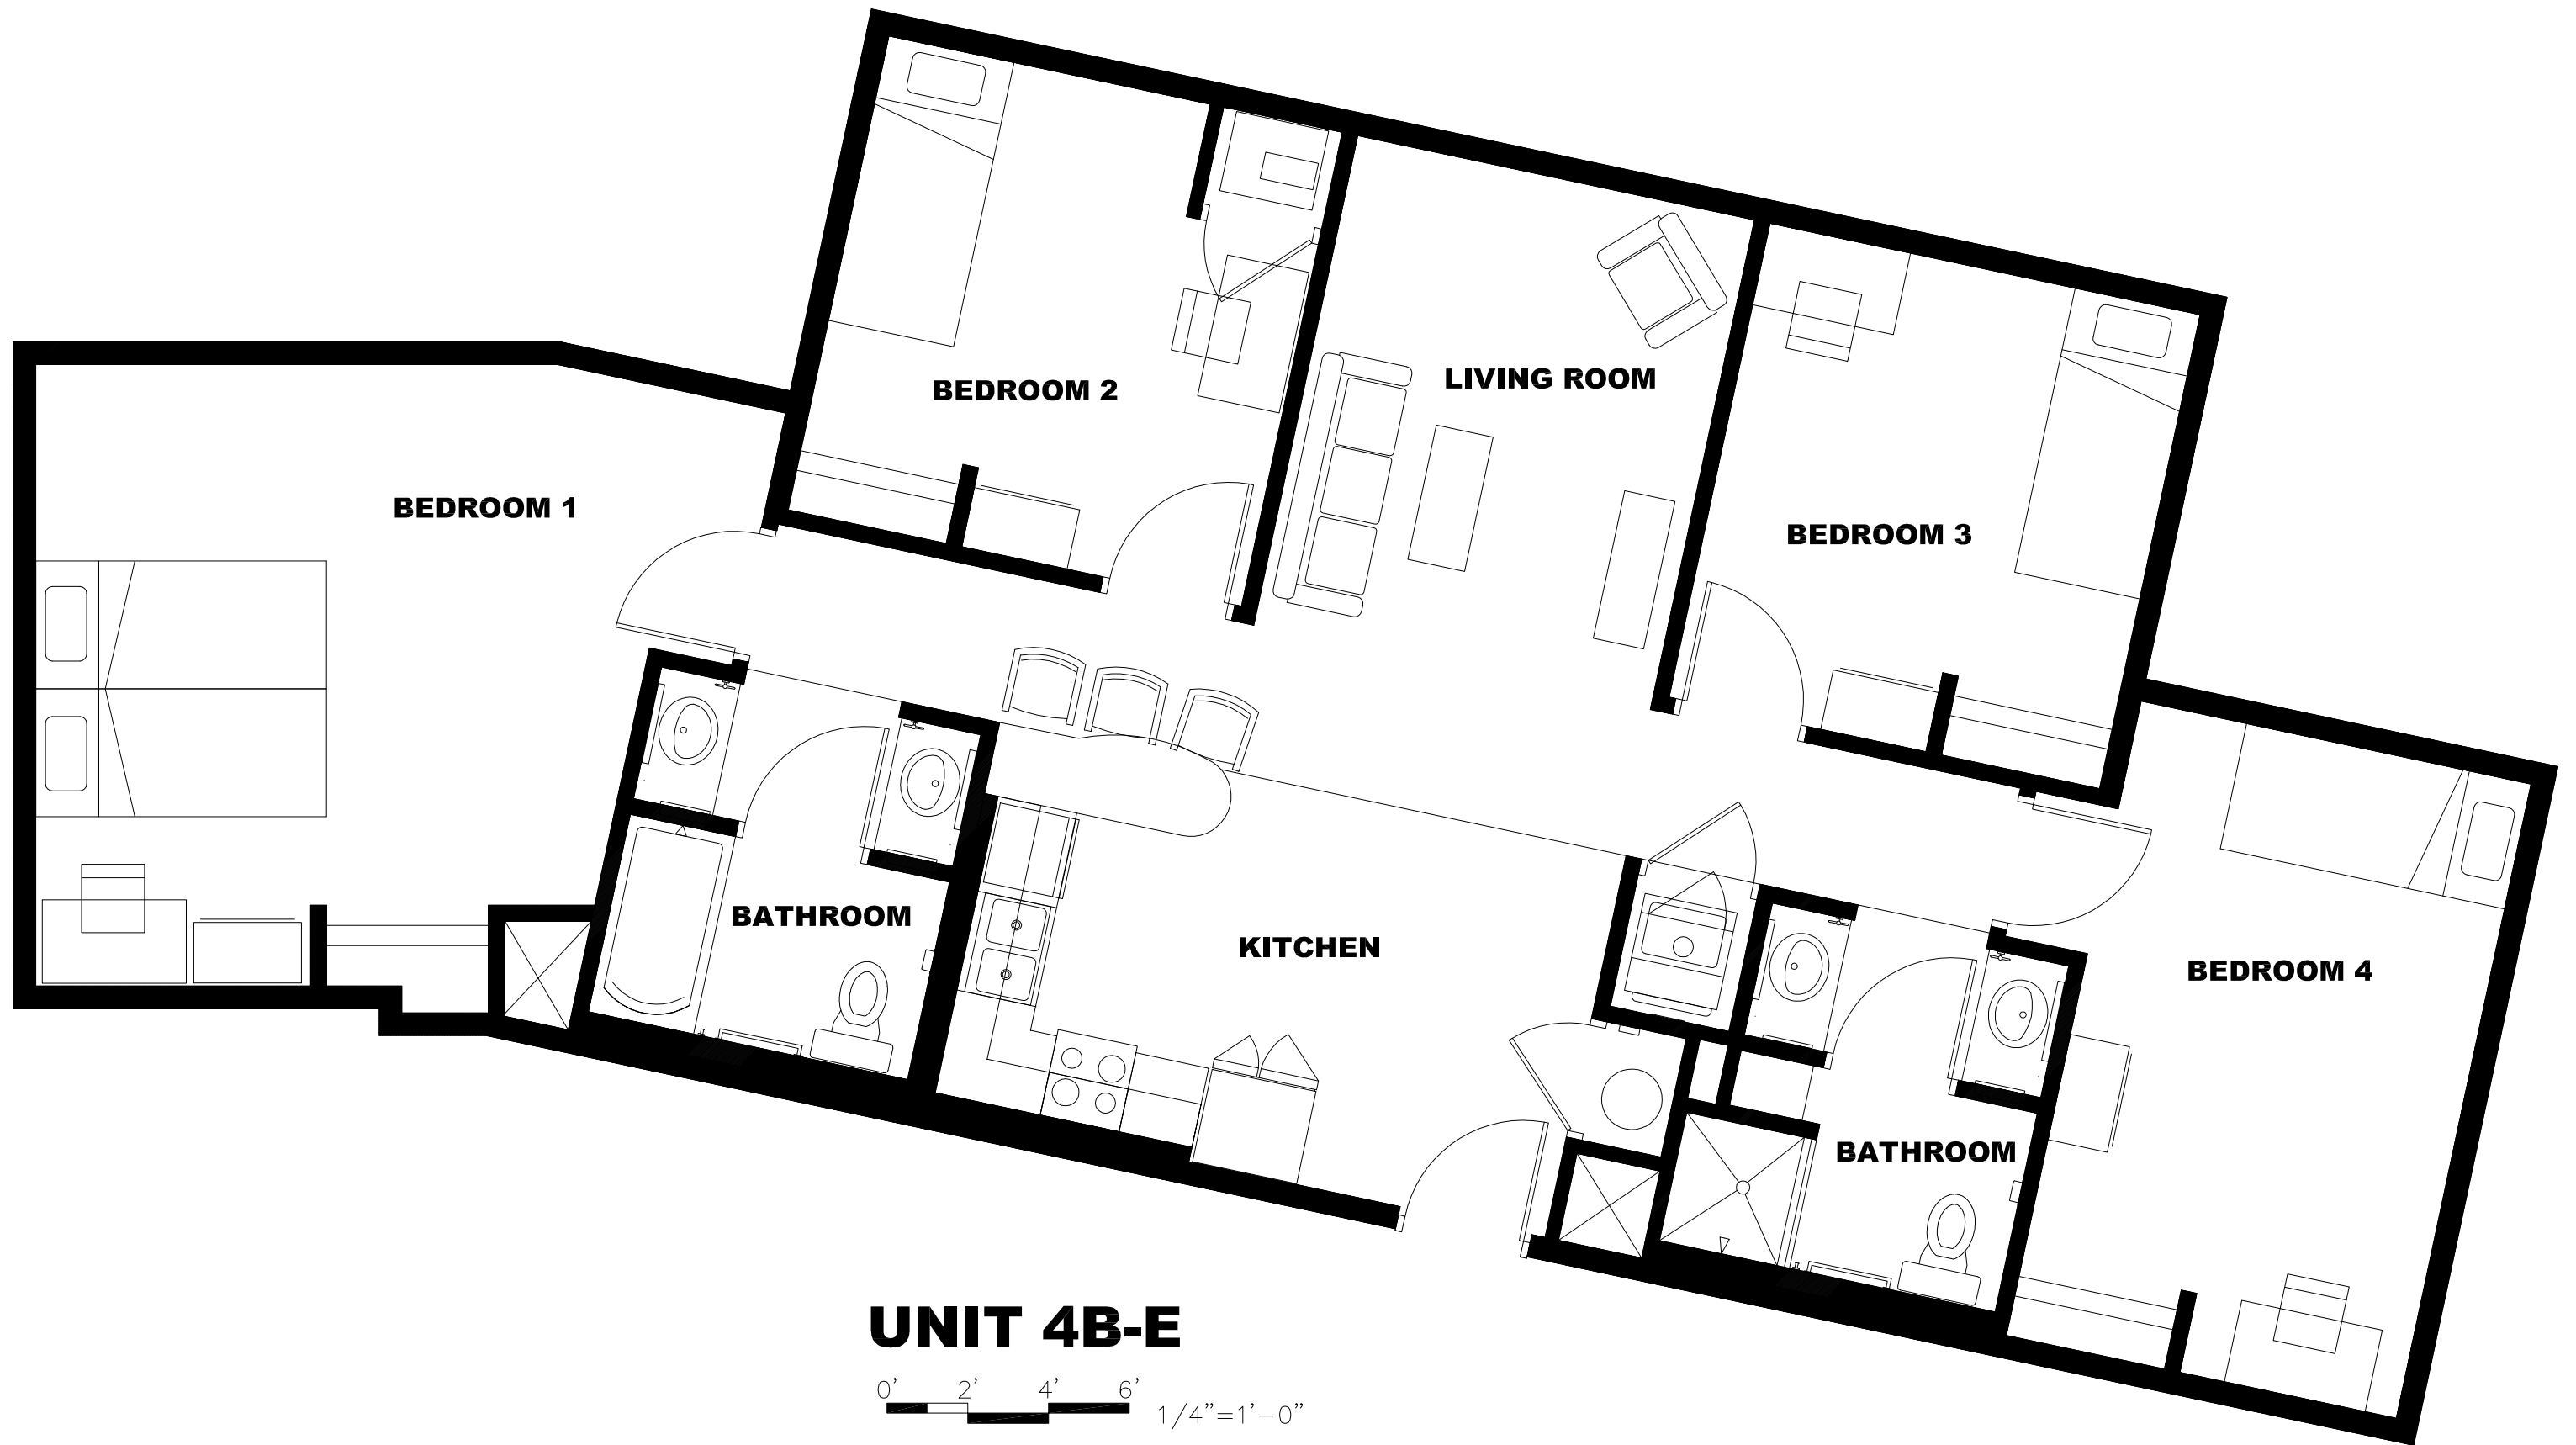 BEDROOM 2
LIVING ROOM
BEDROOM 1
BEDROOM 3
BATHROOM
KITCHEN
BEDROOM 4
BATHROOM
UNIT 4B-E
0' 2' 4' 6'
1/4"=1'-0"